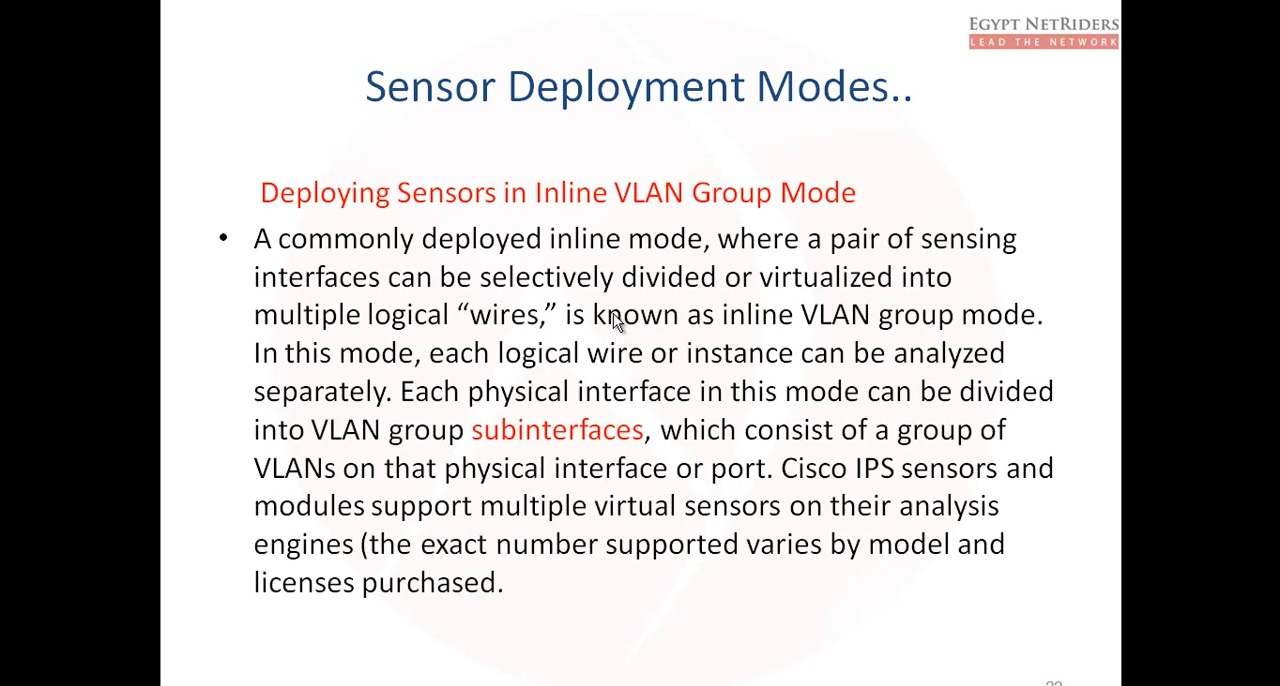 EGYPT NETRIDERS
LEAD THE NETWORK
Sensor Deployment Modes..
Deploying Sensors in Inline VLAN Group Mode
• A commonly deployed inline mode, where a pair of sensing
interfaces can be selectively divided or virtualized into
multiple logical “wires,” is known as inline VLAN group mode.
In this mode, each logical wire or instance can be analyzed
separately. Each physical interface in this mode can be divided
into VLAN group subinterfaces, which consist of a group of
VLANs on that physical interface or port. Cisco IPS sensors and
modules support multiple virtual sensors on their analysis
engines (the exact number supported varies by model and
licenses purchased.